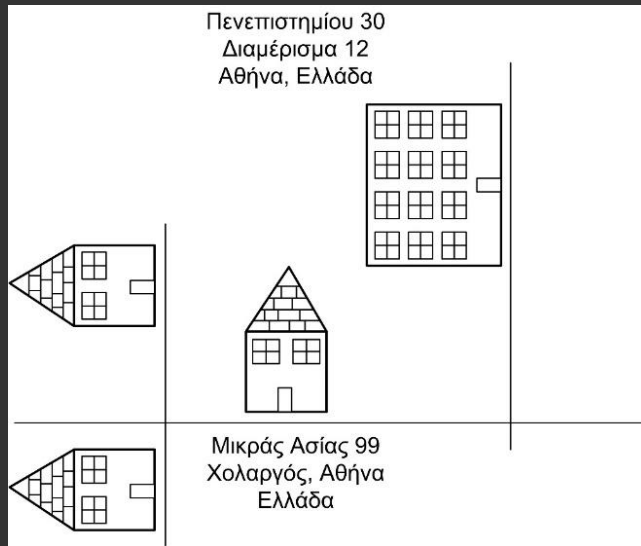 Πενεπιστημίου 30
Διαμέρισμα 12
Αθήνα, Ελλάδα
Μικράς Ασίας 99
Χολαργός, Αθήνα
Ελλάδα